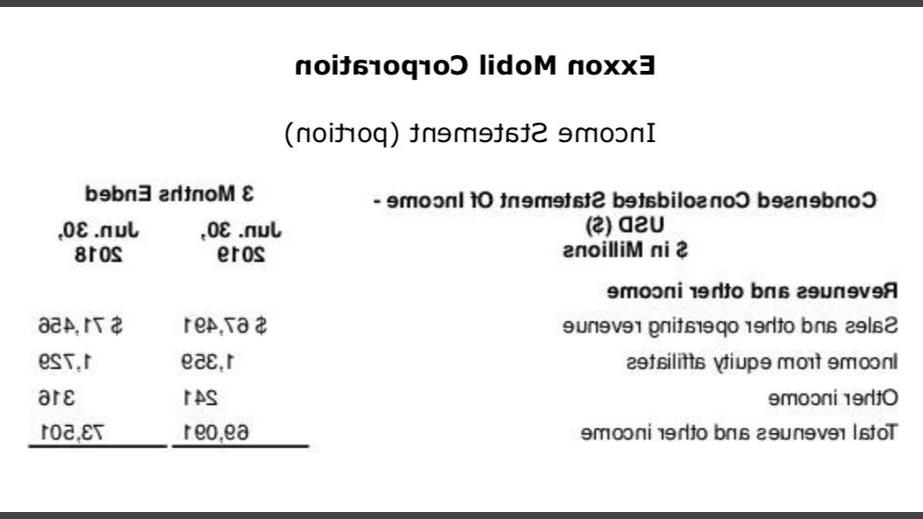 Exxon Mobil Corporation
Income Statement (portion)
Condensed Consolidated Statement Of Income -
USD ($)
$ in Millions
3 Months Ended
Jun. 30, Jun. 30,
2019 2018
Revenues and other income
Sales and other operating revenue $ 67,491 $ 71,456
Income from equity affiliates 1,359 1,729
Other income 241 316
Total revenues and other income 69,091 73,501